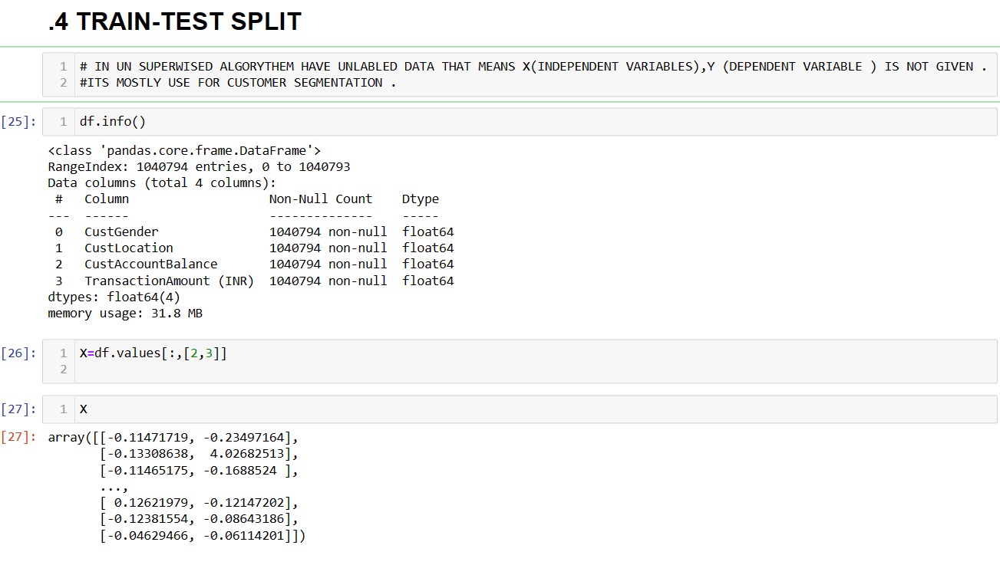 .4 TRAIN-TEST SPLIT
1 # IN UN SUPERWISED ALGORYTHEM HAVE UNLABLED DATA THAT MEANS X(INDEPENDENT VARIABLES),Y (DEPENDENT VARIABLE ) IS NOT GIVEN .
2 #ITS MOSTLY USE FOR CUSTOMER SEGMENTATION .
[25]: 1 df.info()
<class 'pandas.core.frame.DataFrame'>
RangeIndex: 1040794 entries, 0 to 1040793
Data columns (total 4 columns):
 #   Column                   Non-Null Count    Dtype
---  ------                   --------------    -----
 0   CustGender               1040794 non-null  float64
 1   CustLocation             1040794 non-null  float64
 2   CustAccountBalance       1040794 non-null  float64
 3   TransactionAmount (INR)  1040794 non-null  float64
dtypes: float64(4)
memory usage: 31.8 MB
[26]: 1 X=df.values[:,[2,3]]
2
[27]: 1 X
[27]: array([[-0.11471719, -0.23497164],
       [-0.13308638,  4.02682513],
       [-0.11465175, -0.1688524 ],
       ...,
       [ 0.12621979, -0.12147202],
       [-0.12381554, -0.08643186],
       [-0.04629466, -0.06114201]])